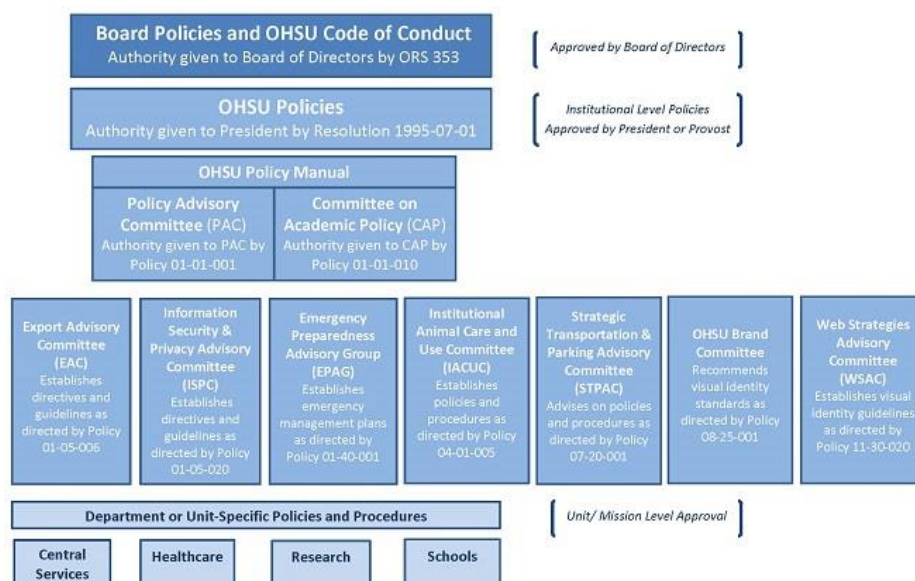 Board Policies and OHSU Code of Conduct
Authority given to Board of Directors by ORS 353
Approved by Board of Directors
OHSU Policies
Authority given to President by Resolution 1995-07-01
Institutional Level Policies
Approved by President or Provost
OHSU Policy Manual
Policy Advisory
Committee (PAC)
Authority given to PAC by
Policy 01-01-001
Committee on
Academic Policy (CAP)
Authority given to CAP by
Policy 01-01-010
Export Advisory
Committee
(EAC)
Establishes
directives and
guidelines as
directed by Policy
01-05-006
Information
Security &
Privacy Advisory
Committee
(ISPC)
Establishes
directives and
guidelines as
directed by Policy
01-05-020
Emergency
Preparedness
Advisory Group
(EPAG)
Establishes
emergency
management plans
as directed by
Policy 01-40-001
Institutional
Animal Care and
Use Committee
(IACUC)
Establishes
policies and
procedures as
directed by Policy
04-01-005
Strategic
Transportation &
Parking Advisory
Committee
(STPAC)
Advises on policies
and procedures as
directed by Policy
07-20-001
OHSU Brand
Committee
Recommends
visual identity
standards as
directed by Policy
08-25-001
Web Strategies
Advisory
Committee
(WSAC)
Establishes visual
identity guidelines
as directed by
Policy 11-30-020
Department or Unit-Specific Policies and Procedures
Unit/ Mission Level Approval
Central
Services
Healthcare
Research
Schools